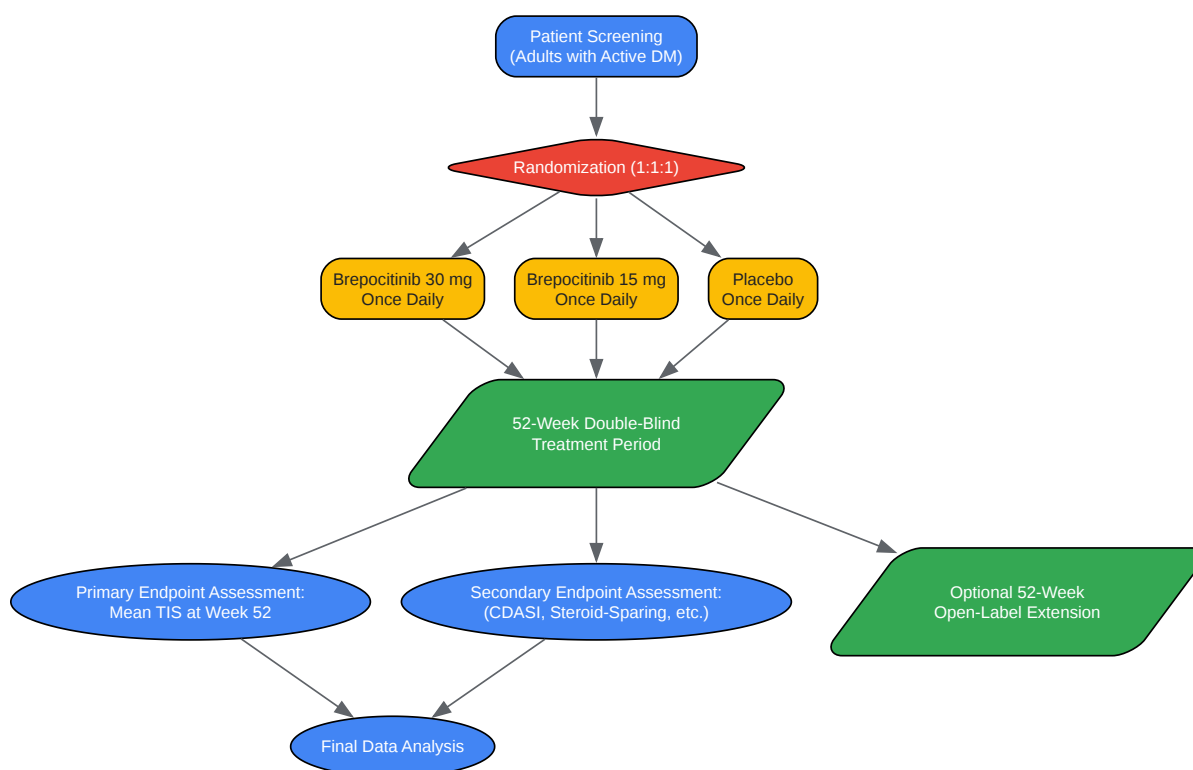 Patient Screening
(Adults with Active DM)
Randomization (1:1:1)
Brepocitinib 30 mg
Once Daily
Brepocitinib 15 mg
Once Daily
Placebo
Once Daily
52-Week Double-Blind
Treatment Period
Primary Endpoint Assessment:
Mean TIS at Week 52
Secondary Endpoint Assessment:
(CDASI, Steroid-Sparing, etc.)
Optional 52-Week
Open-Label Extension
Final Data Analysis